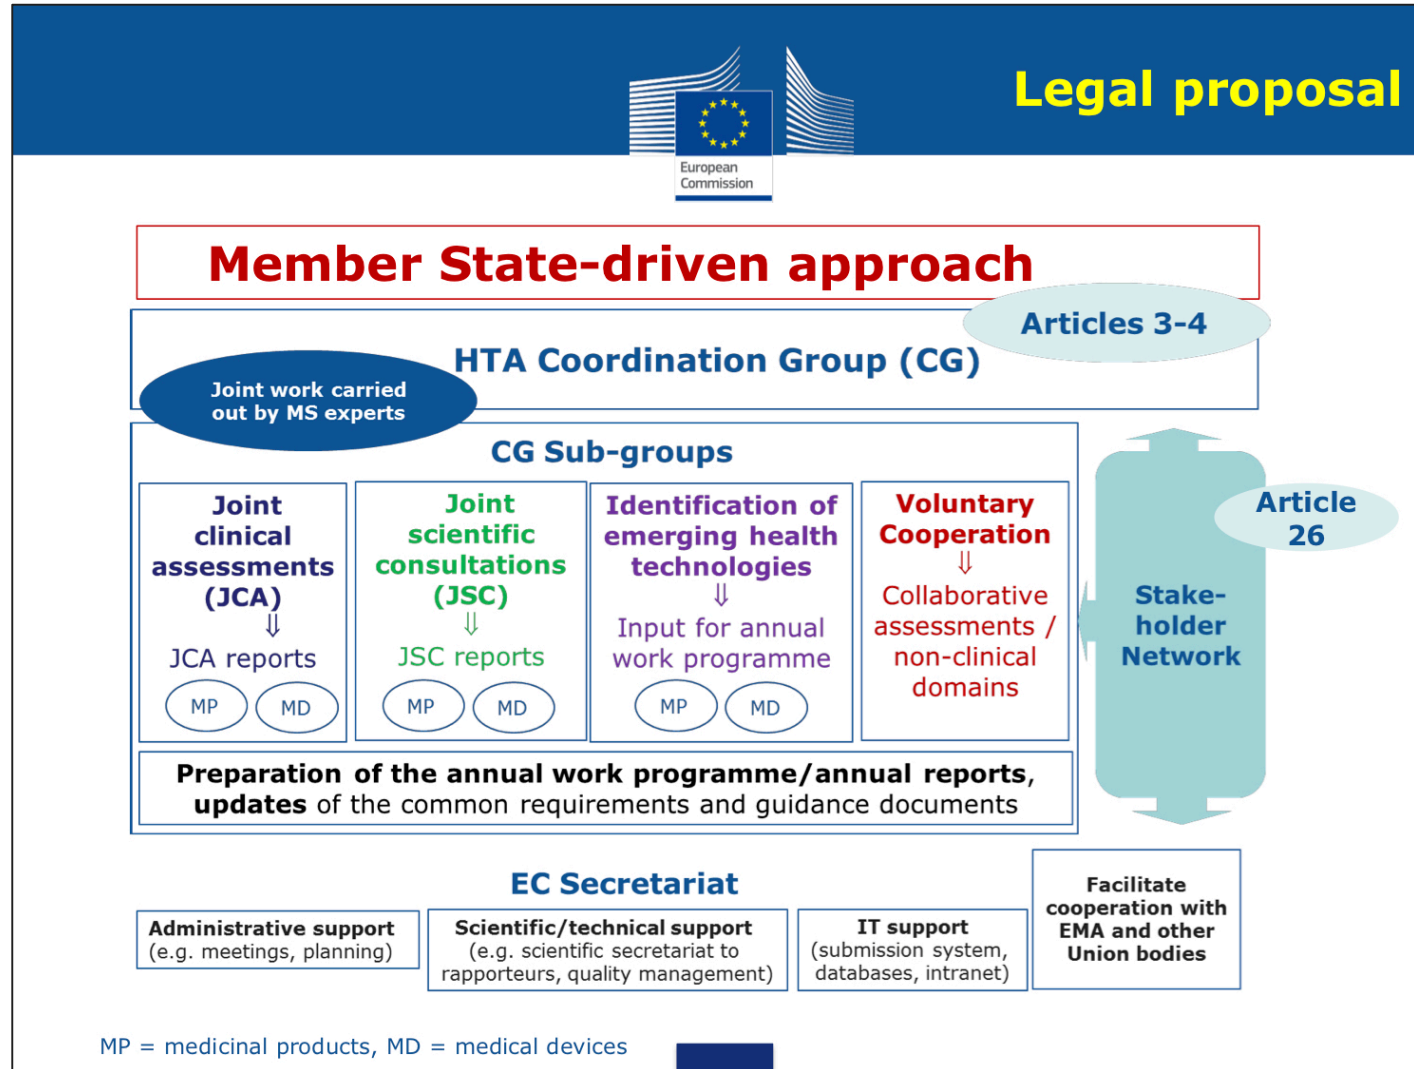 Legal proposal
European
Commission
Member State-driven approach
Articles 3-4
HTA Coordination Group (CG)
Joint work carried
out by MS experts
CG Sub-groups
Joint
clinical
assessments
(JCA)
⇓
JCA reports
MP
MD
Joint
scientific
consultations
(JSC)
⇓
JSC reports
MP
MD
Identification of
emerging health
technologies
⇓
Input for annual
work programme
MP
MD
Voluntary
Cooperation
⇓
Collaborative
assessments /
non-clinical
domains
Article
26
Stake-
holder
Network
Preparation of the annual work programme/annual reports,
updates of the common requirements and guidance documents
EC Secretariat
Administrative support
(e.g. meetings, planning)
Scientific/technical support
(e.g. scientific secretariat to
rapporteurs, quality management)
IT support
(submission system,
databases, intranet)
Facilitate
cooperation with
EMA and other
Union bodies
MP = medicinal products, MD = medical devices